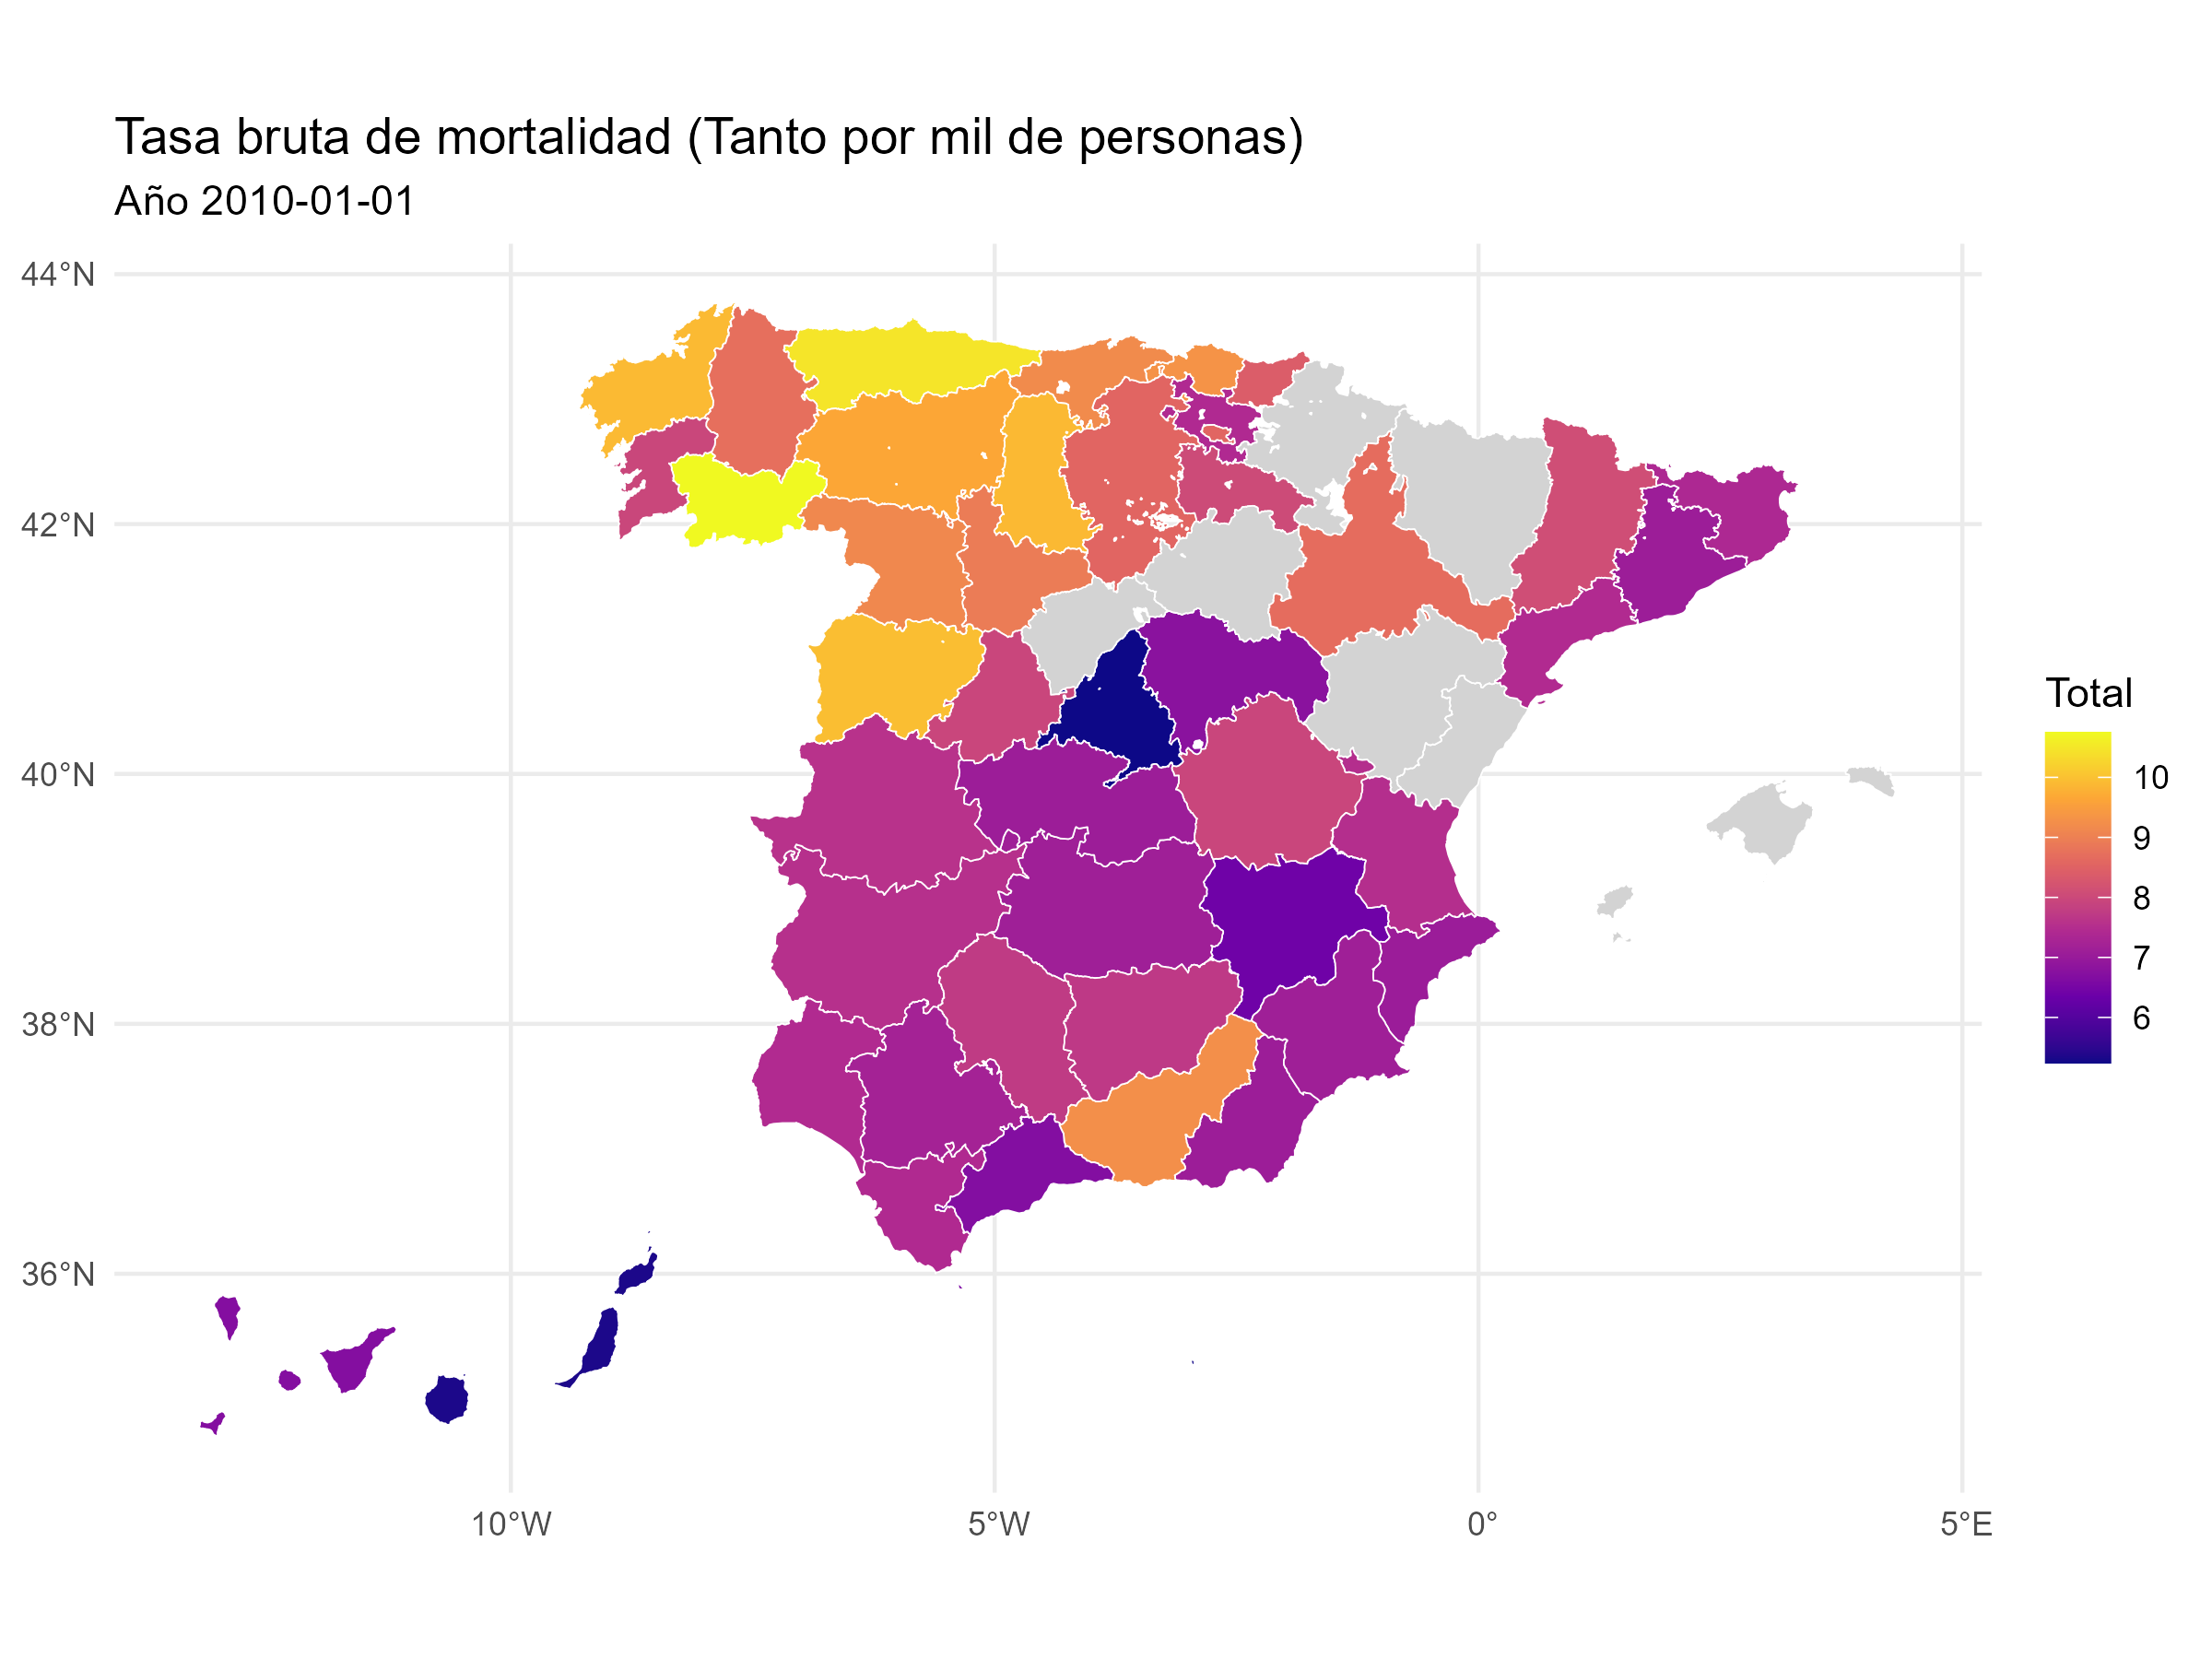 Tasa bruta de mortalidad (Tanto por mil de personas)
Año 2010-01-01
44°N
42°N
40°N
38°N
36°N
10°W
5°W
0°
5°E
Total
10
9
8
7
6